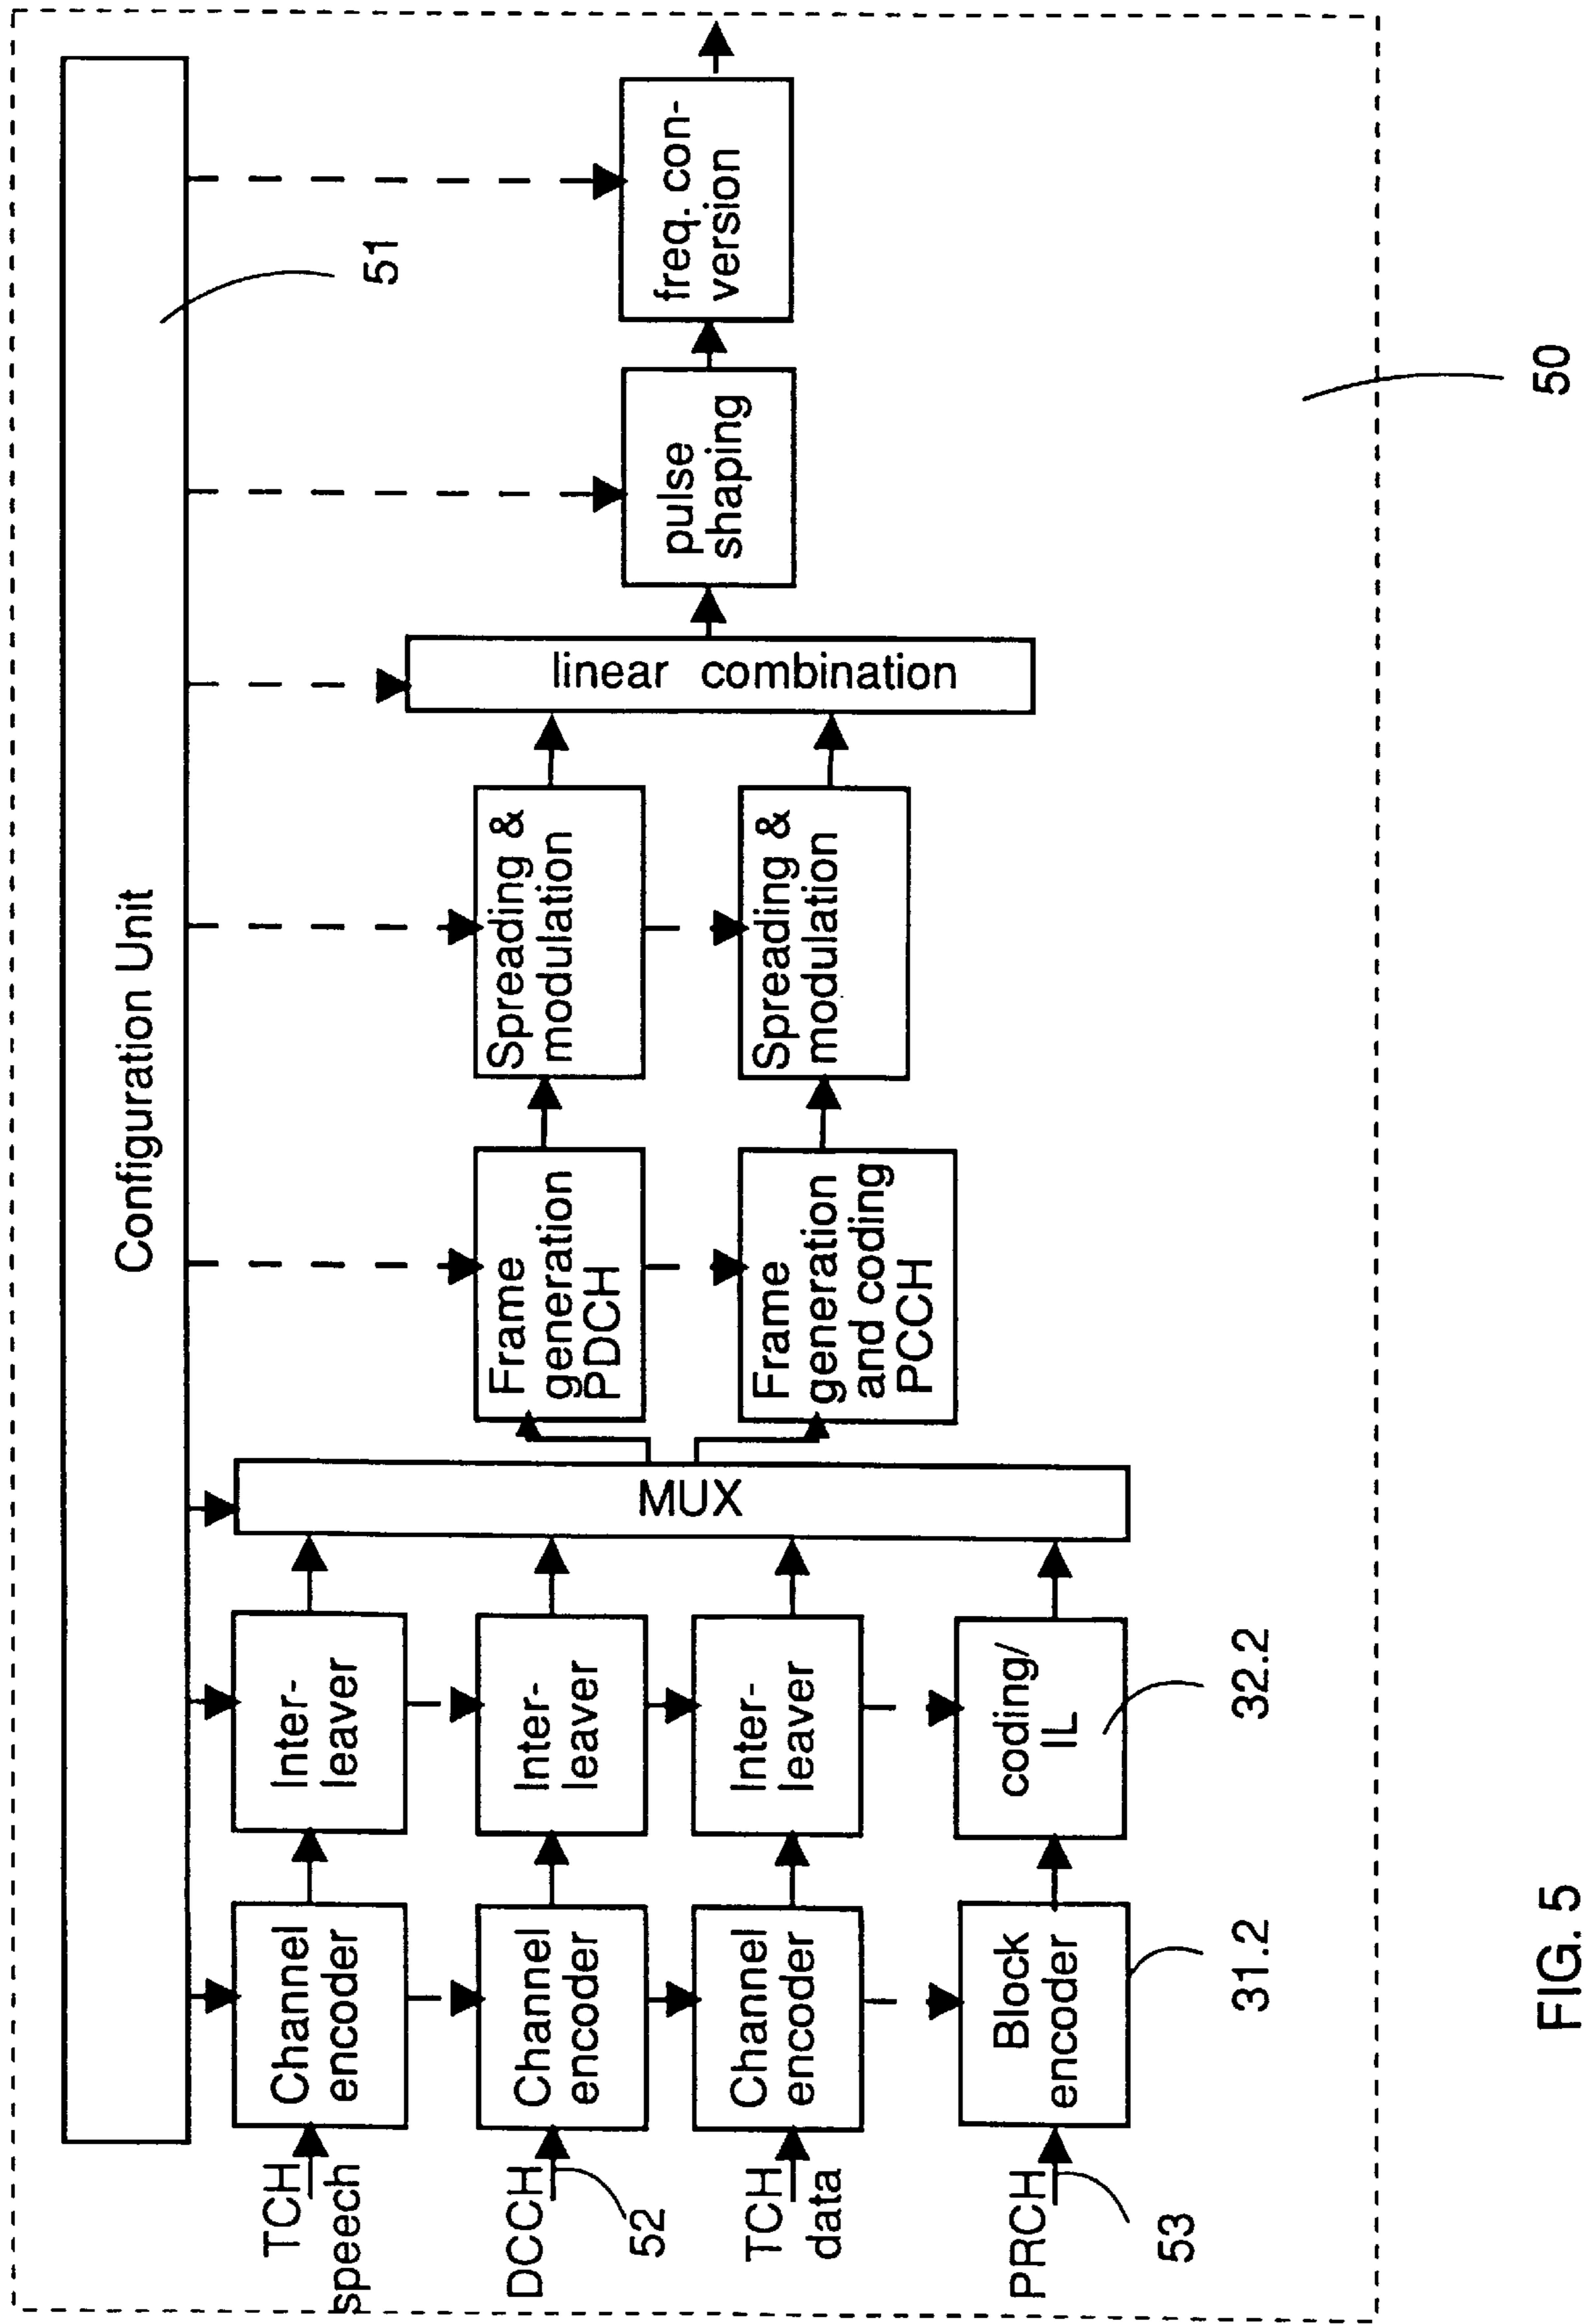 Configuration Unit
51
TCH
speech
Channel
encoder
Inter-
leaver
DCCH
52
Channel
encoder
Inter-
leaver
TCH
data
Channel
encoder
Inter-
leaver
PRCH
53
Block
encoder
31.2
coding/
IL
32.2
MUX
Frame
generation
PDCH
Spreading &
modulation
Frame
generation
and coding
PCCH
Spreading &
modulation
linear combination
pulse
shaping
freq. con-
version
50
FIG. 5